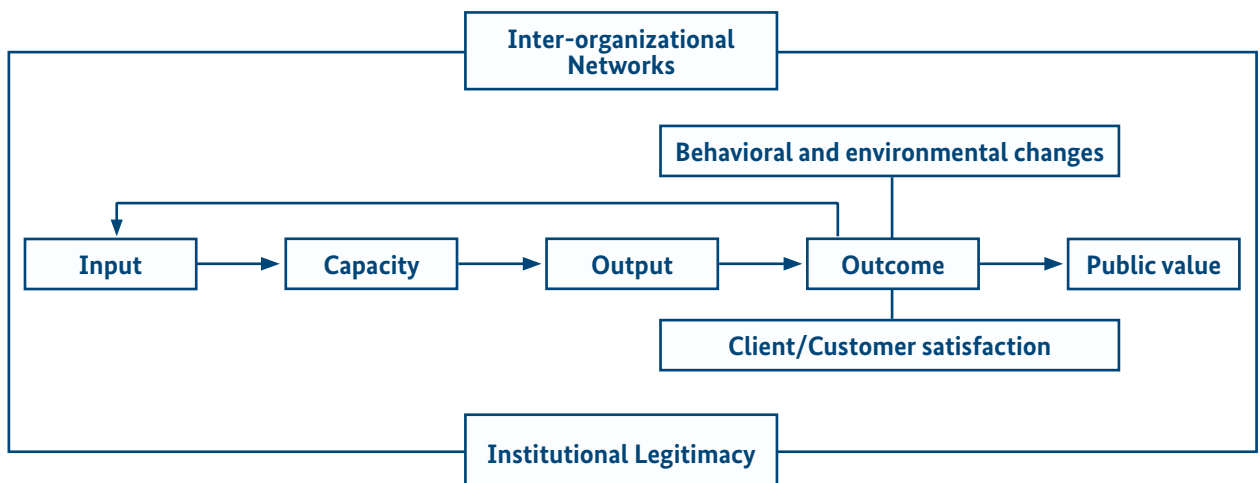 Inter-organizational
Networks
Behavioral and environmental changes
Input
Capacity
Output
Outcome
Public value
Client/Customer satisfaction
Institutional Legitimacy